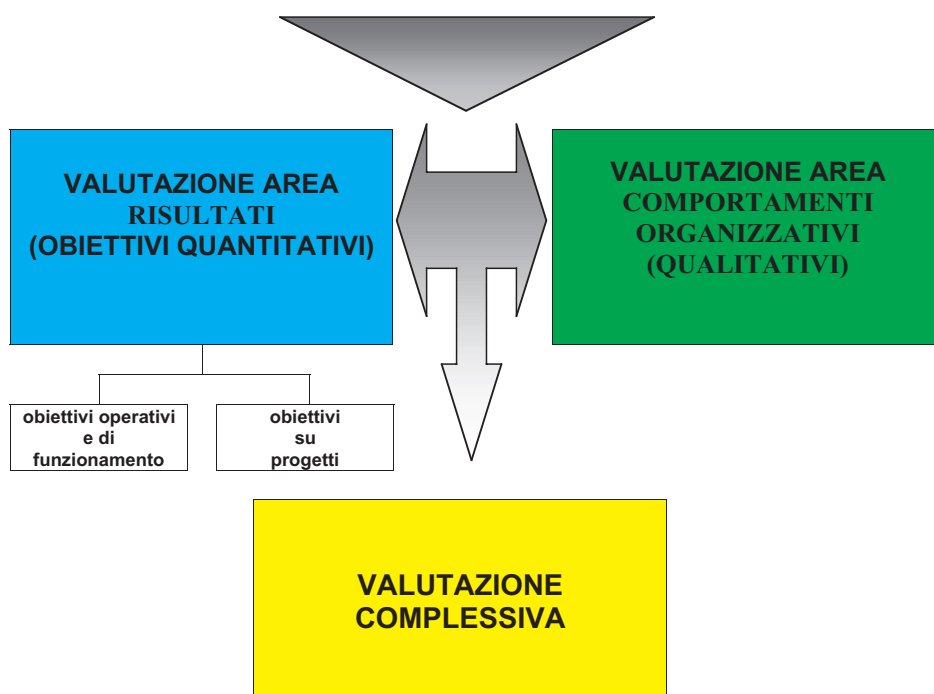 VALUTAZIONE AREA
RISULTATI
(OBIETTIVI QUANTITATIVI)
VALUTAZIONE AREA
COMPORTAMENTI
ORGANIZZATIVI
(QUALITATIVI)
obiettivi operativi
e di
funzionamento
obiettivi
su
progetti
VALUTAZIONE
COMPLESSIVA